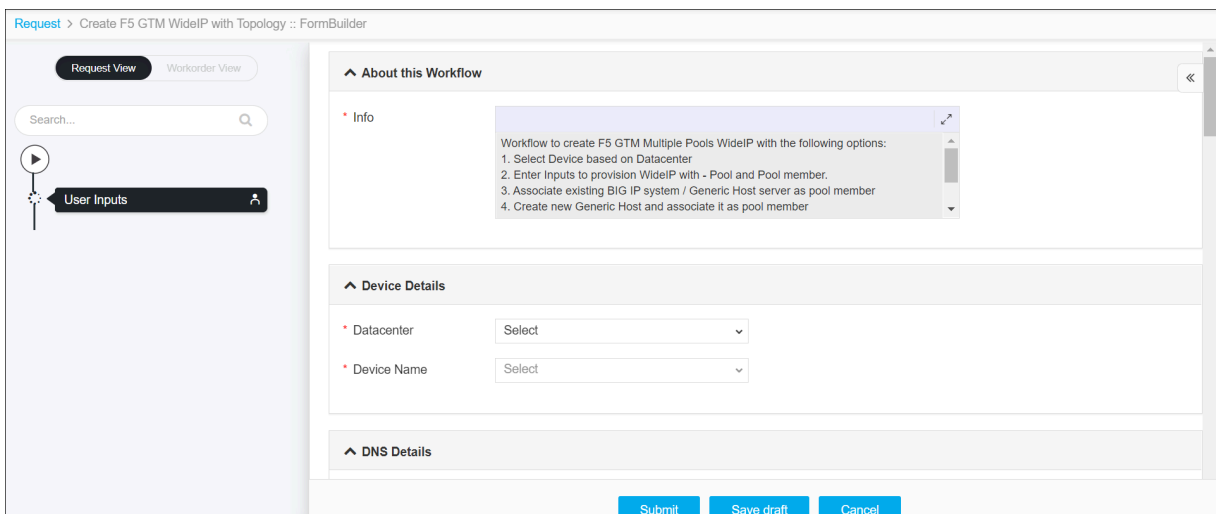 Request > Create F5 GTM WideIP with Topology :: FormBuilder
Request View
Workorder View
Search...
User Inputs
About this Workflow
* Info
Workflow to create F5 GTM Multiple Pools WideIP with the following options:
1. Select Device based on Datacenter
2. Enter Inputs to provision WideIP with - Pool and Pool member.
3. Associate existing BIG IP system / Generic Host server as pool member
4. Create new Generic Host and associate it as pool member
Device Details
* Datacenter
Select
* Device Name
Select
DNS Details
Submit
Save draft
Cancel